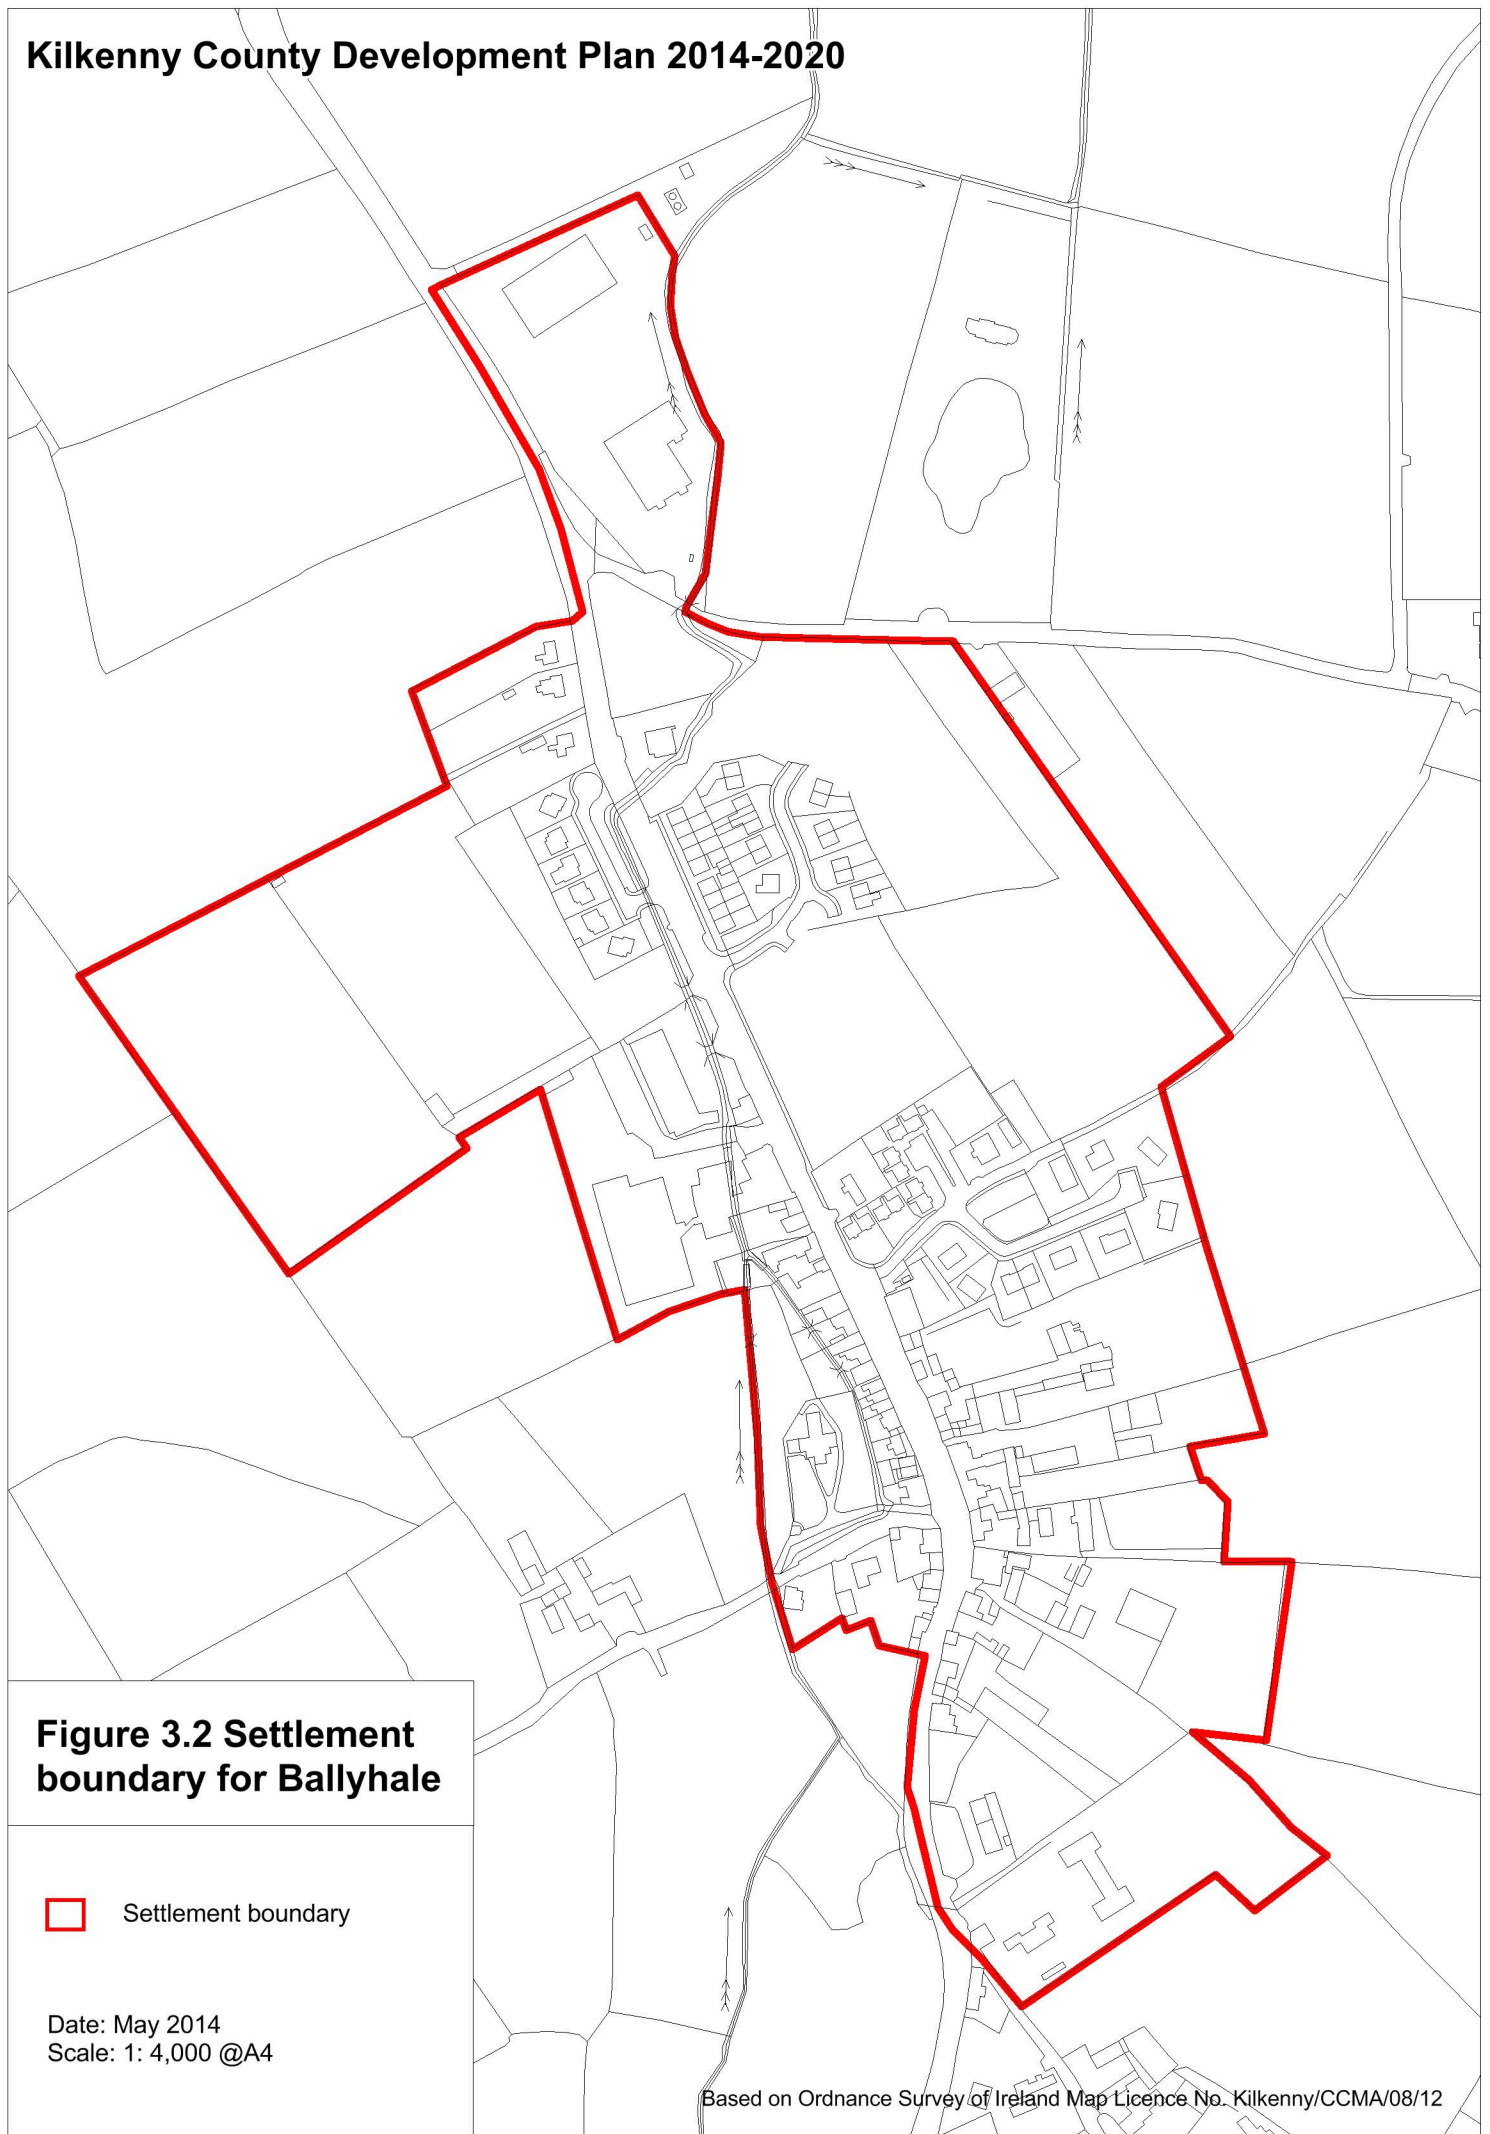 Kilkenny County Development Plan 2014-2020
Figure 3.2 Settlement
boundary for Ballyhale
Settlement boundary
Date: May 2014
Scale: 1: 4,000 @A4
Based on Ordnance Survey of Ireland Map Licence No. Kilkenny/CCMA/08/12